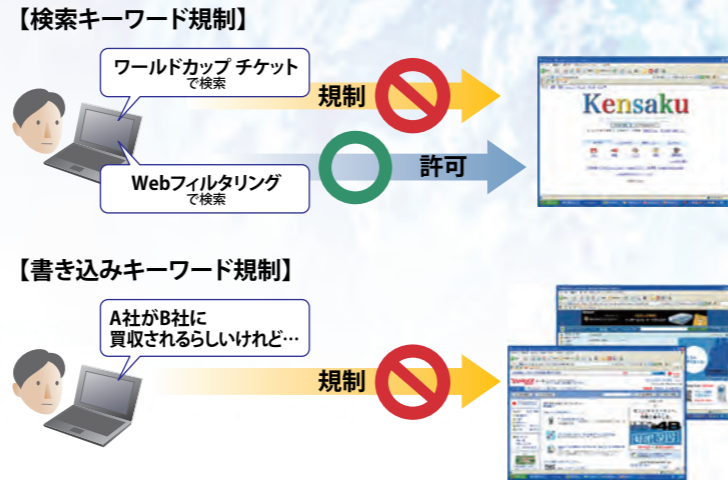 【検索キーワード規制】
ワールドカップ チケット
で検索
規制
Kensaku
許可
Webフィルタリング
で検索
【書き込みキーワード規制】
A社がB社に
買収されるらしいけれど…
規制